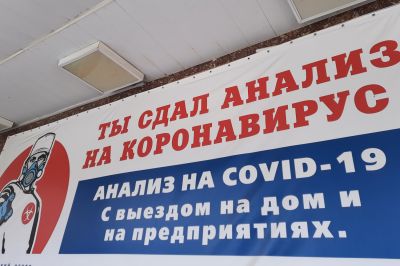 ТЫ СДАЛ АНАЛИЗ
НА КОРОНАВИРУС
АНАЛИЗ НА COVID-19
С выездом на дом и
на предприятиях.